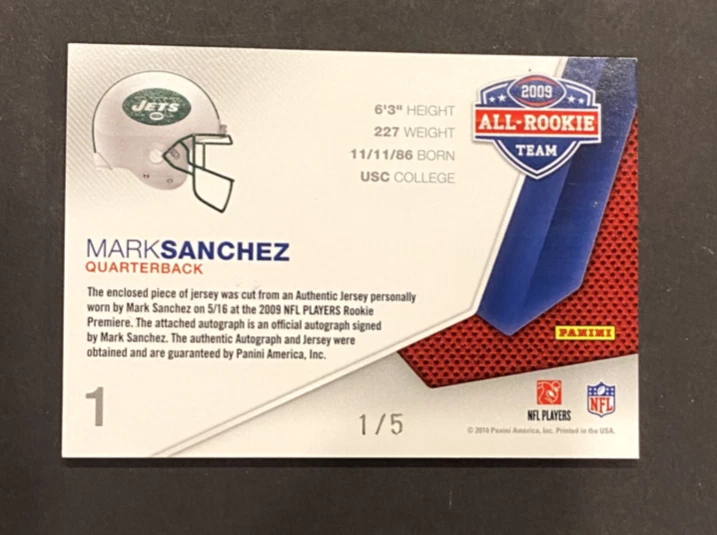 JETS
6'3" HEIGHT
227 WEIGHT
11/11/86 BORN
USC COLLEGE
2009
ALL-ROOKIE
TEAM
MARKSANCHEZ
QUARTERBACK
The enclosed piece of jersey was cut from an Authentic Jersey personally
worn by Mark Sanchez on 5/16 at the 2009 NFL PLAYERS Rookie
Premiere. The attached autograph is an official autograph signed
by Mark Sanchez. The authentic Autograph and Jersey were
obtained and are guaranteed by Panini America, Inc.
PANINI
1
1/5
NFL PLAYERS
NFL
© 2010 Panini America, Inc. Printed in the USA.